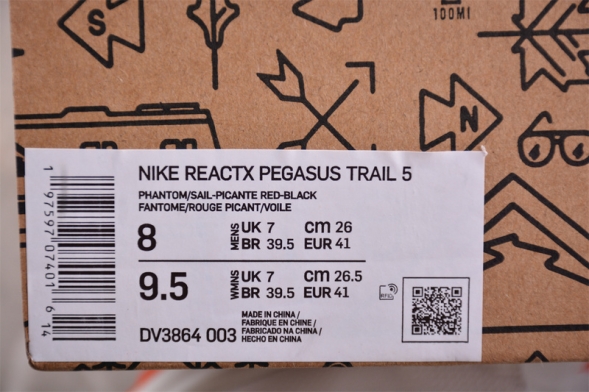 S
100MI
N
NIKE REACTX PEGASUS TRAIL 5
PHANTOM/SAIL-PICANTE RED-BLACK
FANTOME/ROUGE PICANT/VOILE
8 MENS UK 7 cm 26
BR 39.5 EUR 41
9.5 WMNS UK 7 cm 26.5
BR 39.5 EUR 41
RFID
DV3864 003
MADE IN CHINA /
FABRIQUE EN CHINE /
FABRICADO NA CHINA /
HECHO EN CHINA
1 97597 07401 6 14